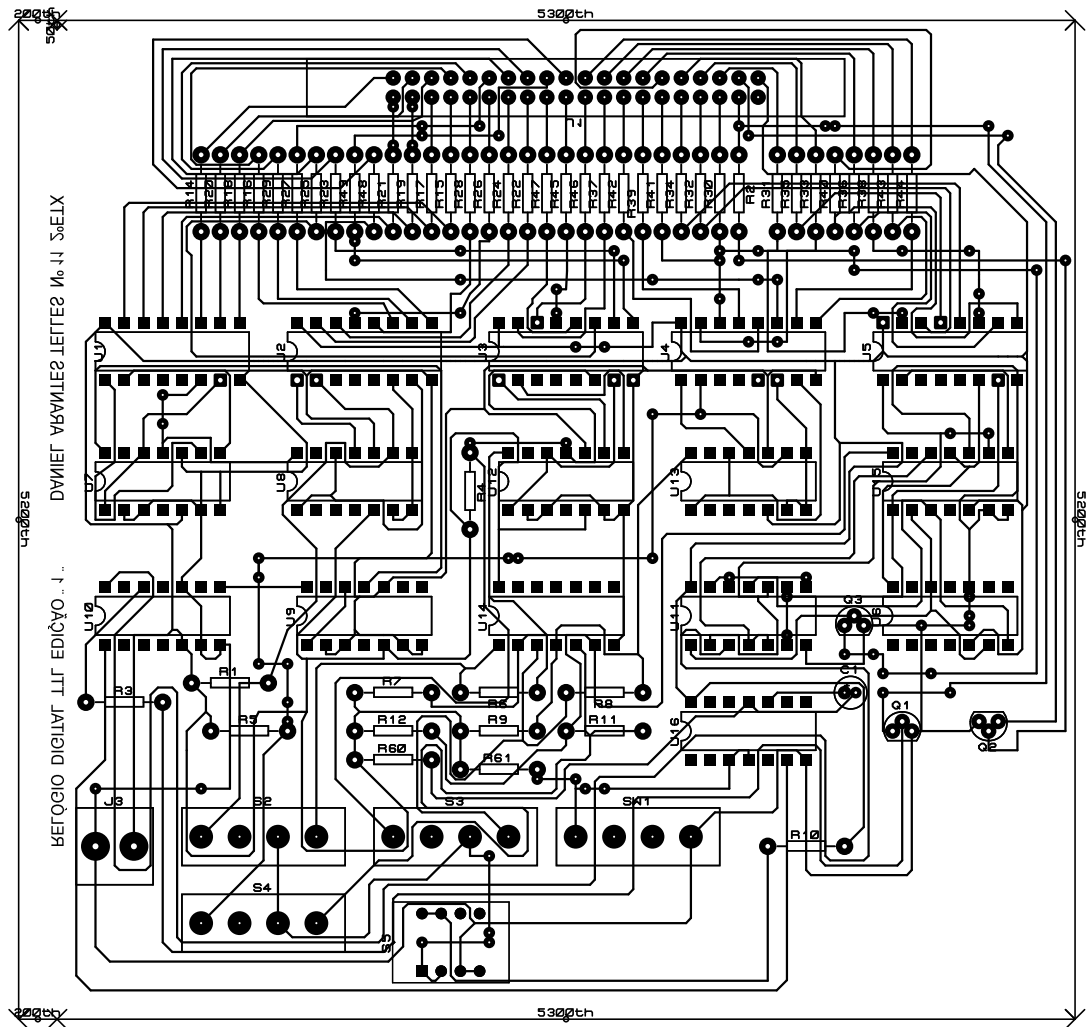 200th
5300th
50th
J1
R14 R20 R18 R16 R29 R27 R25 R23 R49 R48 R21 R19 R17 R15 R28 R26 R24 R22 R47 R45 R46 R37 R42 R39 R41 R34 R32 R30 R2 R31 R35 R33 R40 R36 R38 R43 R44
DANIEL ARANTES TELLES Nº 11 2ºETX
U1 U2 U3 U4 U5
U7 U8 R4 U12 U13 U15
5200th
5200th
RELÓGIO DIGITAL TTL EDIÇÃO "1"
U10 U9 U14 U11 Q3 U6
R1 R7 C1
R3 R6 R8
R5 R12 R9 R11 U16 Q1
R60 R61 Q2
J3 S2 S3 SW1
R10
S4
S5
200th
5300th